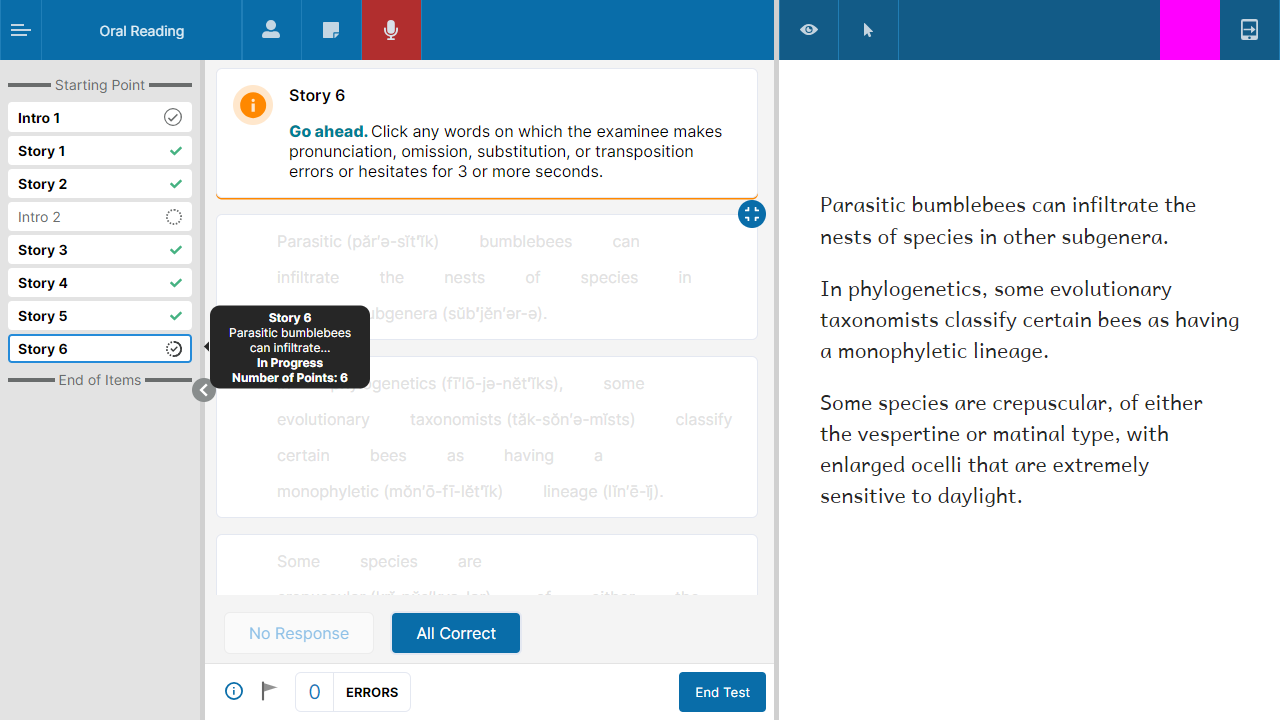 Oral Reading
Starting Point
Intro 1
Story 1
Story 2
Intro 2
Story 3
Story 4
Story 5
Story 6
End of Items
Story 6
Go ahead. Click any words on which the examinee makes
pronunciation, omission, substitution, or transposition
errors or hesitates for 3 or more seconds.
Parasitic (păr′ə-sĭt′ĭk) bumblebees can
infiltrate the nests of species in
subgenera (sŭb′jĕn′ər-ə).
Story 6
Parasitic bumblebees
can infiltrate...
In Progress
Number of Points: 6
(fī′lō-jə-nĕt′ĭks), some
evolutionary taxonomists (tăk-sŏn′ə-mĭsts) classify
certain bees as having a
monophyletic (mŏn′ō-fī-lĕt′ĭk) lineage (lĭn′ē-ĭj).
Some species are
either the
No Response
All Correct
0 ERRORS
End Test
Parasitic bumblebees can infiltrate the
nests of species in other subgenera.
In phylogenetics, some evolutionary
taxonomists classify certain bees as having
a monophyletic lineage.
Some species are crepuscular, of either
the vespertine or matinal type, with
enlarged ocelli that are extremely
sensitive to daylight.